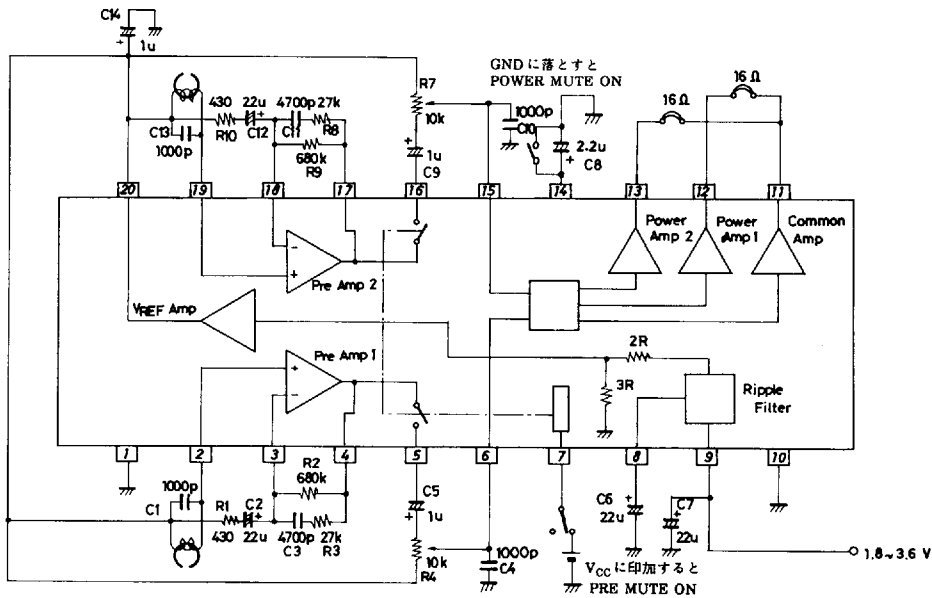 C14
1u
GNDに落とすと
POWER MUTE ON
R7
10k
16Ω
16Ω
430
22u
4700p
27k
C13
1000p
R10
C12
C11
R8
680k
R9
1u
C9
1000p
C10
2.2u
C8
20
19
18
17
16
15
14
13
12
11
Power
Amp 2
Power
Amp 1
Common
Amp
Pre Amp 2
VREF Amp
Pre Amp 1
2R
3R
Ripple
Filter
1
2
3
4
5
6
7
8
9
10
1000p
C1
R1
C2
430
22u
R2
680k
4700p
C3
27k
R3
C5
1u
10k
R4
1000p
C4
C6
22u
C7
22u
1.8~3.6 V
VCCに印加すると
PRE MUTE ON